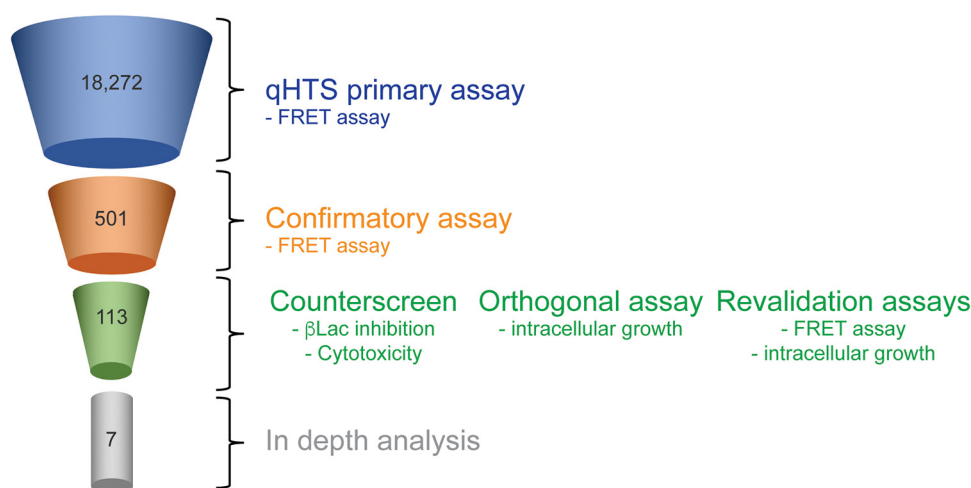 18,272
qHTS primary assay
- FRET assay
501
Confirmatory assay
- FRET assay
113
Counterscreen
- βLac inhibition
- Cytotoxicity
Orthogonal assay
- intracellular growth
Revalidation assays
- FRET assay
- intracellular growth
7
In depth analysis